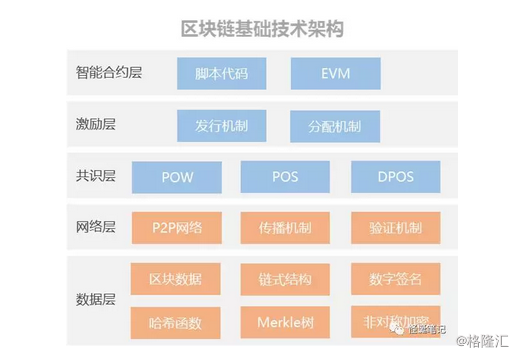 区块链基础技术架构
智能合约层 脚本代码 EVM
激励层 发行机制 分配机制
共识层 POW POS DPOS
网络层 P2P网络 传播机制 验证机制
区块数据 链式结构 数字签名
数据层
哈希函数 Merkle树 非对称加密
@格隆汇